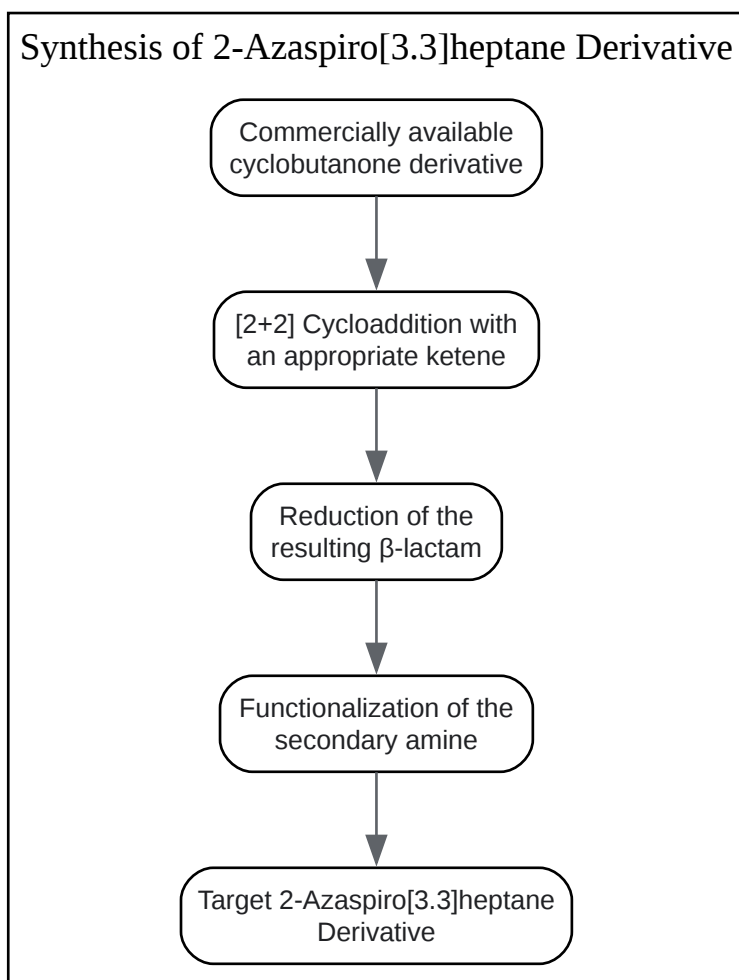 Synthesis of 2-Azaspiro[3.3]heptane Derivative
Commercially available
cyclobutanone derivative
[2+2] Cycloaddition with
an appropriate ketene
Reduction of the
resulting β-lactam
Functionalization of the
secondary amine
Target 2-Azaspiro[3.3]heptane
Derivative